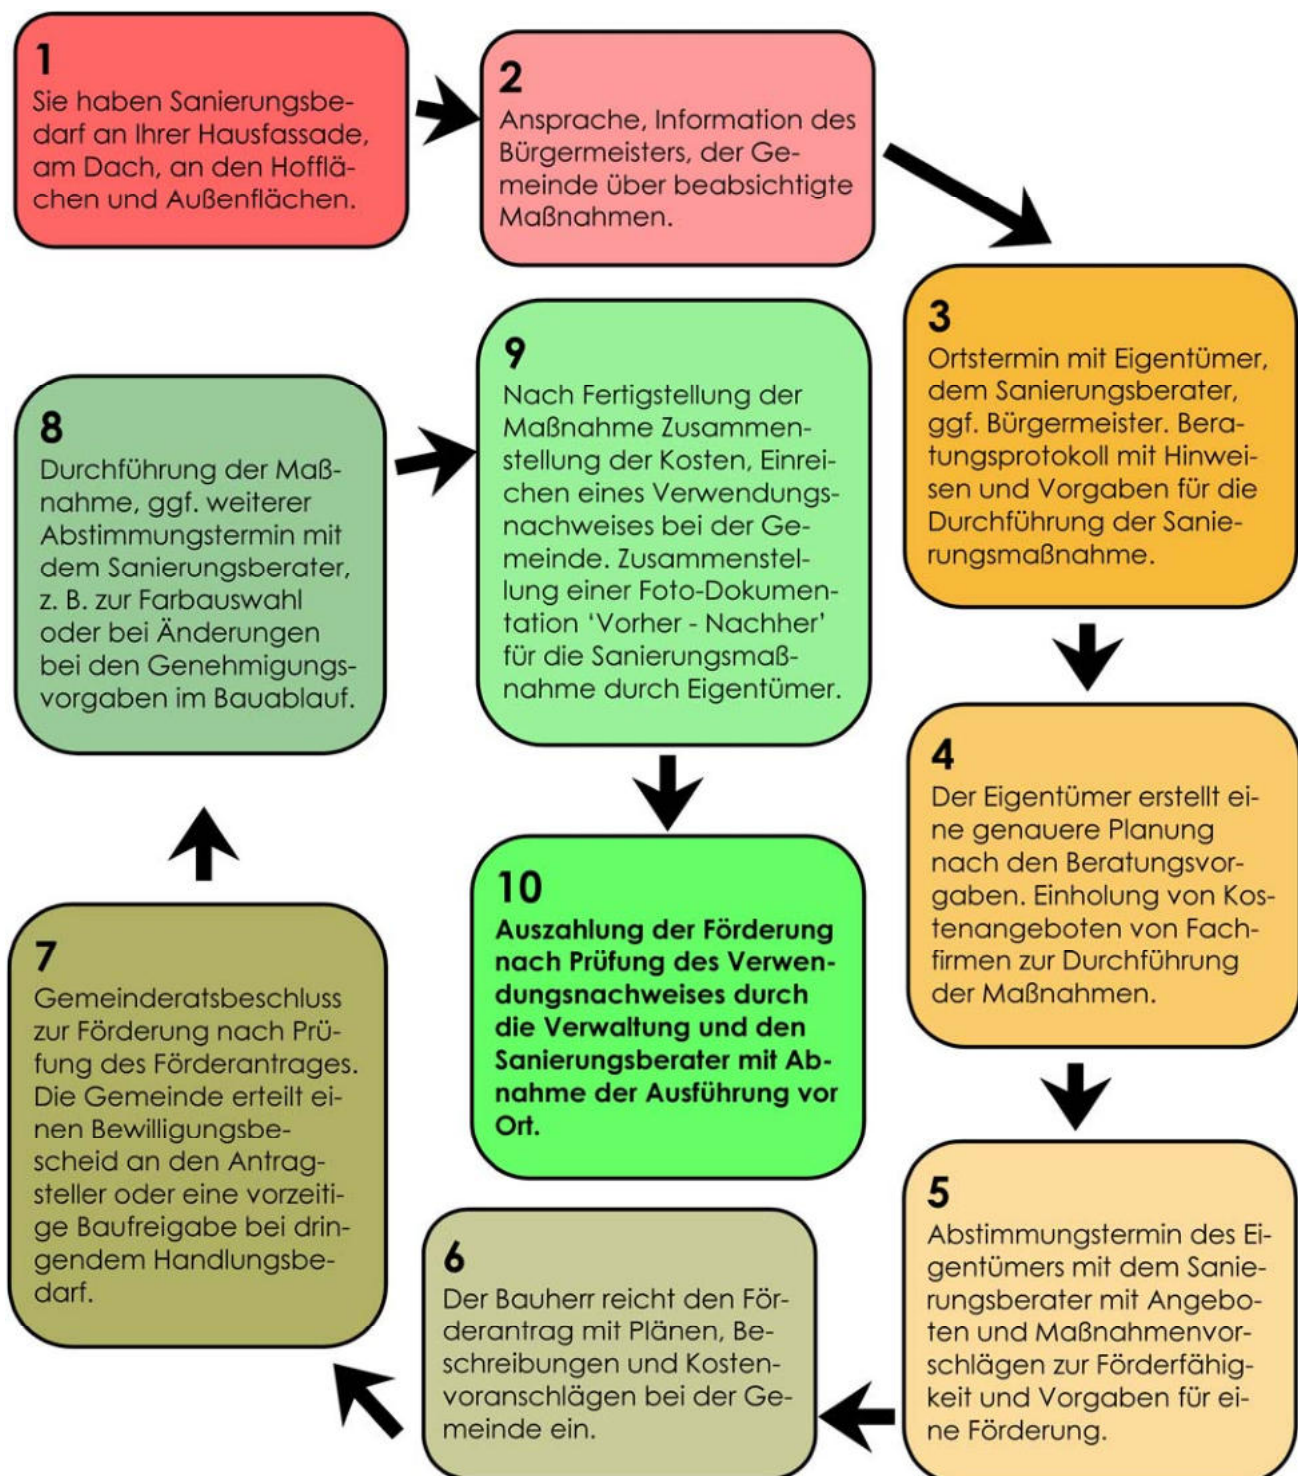 1
Sie haben Sanierungsbe-
darf an Ihrer Hausfassade,
am Dach, an den Hofflä-
chen und Außenflächen.
2
Ansprache, Information des
Bürgermeisters, der Ge-
meinde über beabsichtigte
Maßnahmen.
3
Ortstermin mit Eigentümer,
dem Sanierungsberater,
ggf. Bürgermeister. Bera-
tungsprotokoll mit Hinwei-
sen und Vorgaben für die
Durchführung der Sanie-
rungsmaßnahme.
4
Der Eigentümer erstellt ei-
ne genauere Planung
nach den Beratungsvor-
gaben. Einholung von Kos-
tenangeboten von Fach-
firmen zur Durchführung
der Maßnahmen.
5
Abstimmungstermin des Ei-
gentümers mit dem Sanie-
rungsberater mit Angebo-
ten und Maßnahmenvor-
schlägen zur Förderfähig-
keit und Vorgaben für ei-
ne Förderung.
6
Der Bauherr reicht den För-
derantrag mit Plänen, Be-
schreibungen und Kosten-
voranschlägen bei der Ge-
meinde ein.
7
Gemeinderatsbeschluss
zur Förderung nach Prü-
fung des Förderantrages.
Die Gemeinde erteilt ei-
nen Bewilligungsbe-
scheid an den Antrag-
steller oder eine vorzeiti-
ge Baufreigabe bei drin-
gendem Handlungsbe-
darf.
8
Durchführung der Maß-
nahme, ggf. weiterer
Abstimmungstermin mit
dem Sanierungsberater,
z. B. zur Farbauswahl
oder bei Änderungen
bei den Genehmigungs-
vorgaben im Bauablauf.
9
Nach Fertigstellung der
Maßnahme Zusammen-
stellung der Kosten, Einrei-
chen eines Verwendungs-
nachweises bei der Ge-
meinde. Zusammenstel-
lung einer Foto-Dokumen-
tation ‘Vorher - Nachher’
für die Sanierungsmaß-
nahme durch Eigentümer.
10
Auszahlung der Förderung
nach Prüfung des Verwen-
dungsnachweises durch
die Verwaltung und den
Sanierungsberater mit Ab-
nahme der Ausführung vor
Ort.